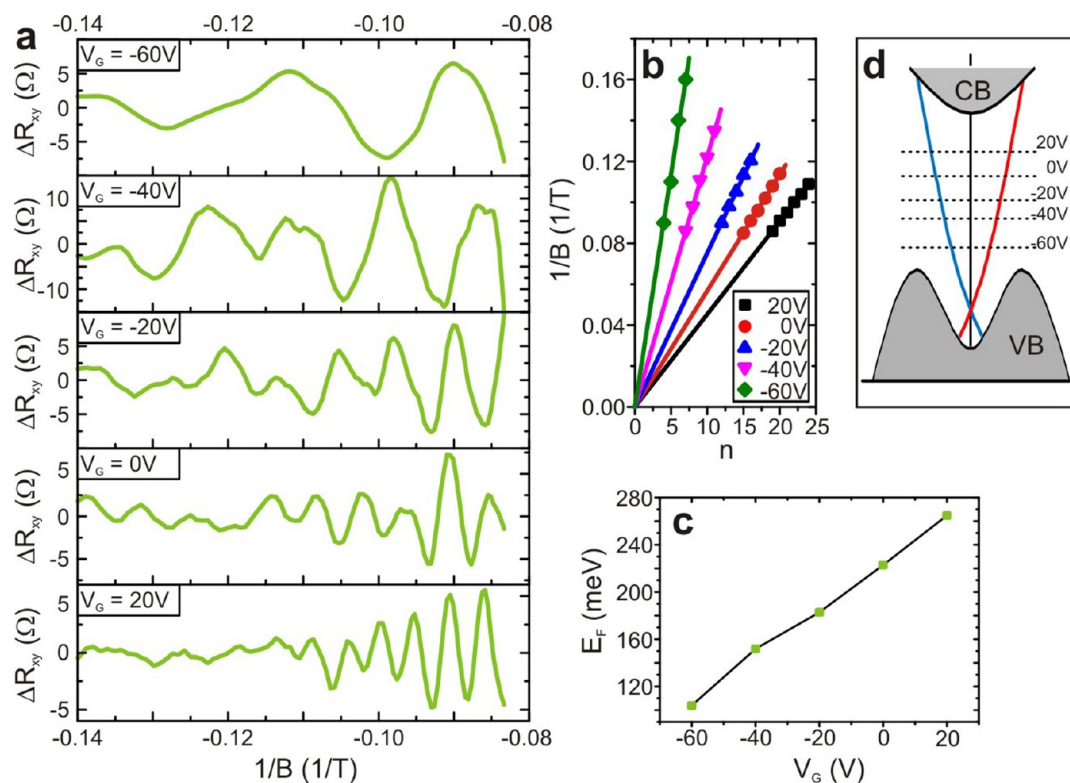 -0.14 -0.12 -0.10 -0.08
a
V_G = -60V
ΔR_xy (Ω)
5
0
-5
V_G = -40V
ΔR_xy (Ω)
10
5
0
-5
-10
V_G = -20V
ΔR_xy (Ω)
5
0
-5
V_G = 0V
ΔR_xy (Ω)
5
0
-5
V_G = 20V
ΔR_xy (Ω)
5
0
-5
-0.14 -0.12 -0.10 -0.08
1/B (1/T)
b
1/B (1/T)
0.16
0.12
0.08
0.04
0.00
20V
0V
-20V
-40V
-60V
0 5 10 15 20 25
n
d
CB
20V
0V
-20V
-40V
-60V
VB
c
E_F (meV)
280
240
200
160
120
-60 -40 -20 0 20
V_G (V)